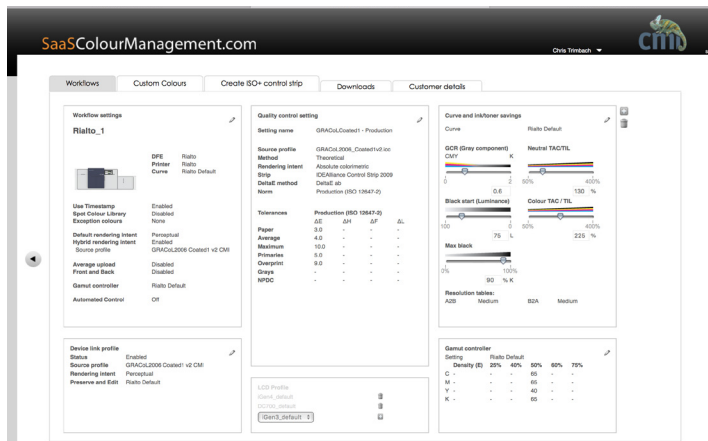 SaaSColourManagement.com
Chris Trimbach
cmi
Workflows
Custom Colours
Create ISO+ control strip
Downloads
Customer details
Workflow settings
Rialto_1
DFE Rialto
Printer Rialto
Curve Rialto Default
Use Timestamp Enabled
Spot Colour Library Disabled
Exception colours None
Default rendering intent Perceptual
Hybrid rendering intent Enabled
Source profile GRACoL2006 Coated1 v2 CMI
Average upload Disabled
Front and Back Disabled
Gamut controller Rialto Default
Automated Control Off
Device link profile
Status Enabled
Source profile GRACoL2006 Coated1 v2 CMI
Rendering intent Perceptual
Preserve and Edit Rialto Default
Quality control setting
Setting name GRACoLCoated1 - Production
Source profile GRACoL2006_Coated1v2.icc
Method Theoretical
Rendering intent Absolute colorimetric
Strip IDEAlliance Control Strip 2009
DeltaE method DeltaE ab
Norm Production (ISO 12647-2)
Tolerances Production (ISO 12647-2)
ΔE ΔH ΔF ΔL
Paper 3.0 - - -
Average 4.0 - - -
Maximum 10.0 - - -
Primaries 5.0 - - -
Overprint 9.0 - - -
Grays - - - -
NPDC - - - -
LCD Profile
iGen4_default
DC700_default
iGen3_default
Curve and ink/toner savings
Curve Rialto Default
GCR (Gray component) Neutral TAC/TIL
CMY K
0 2 50% 400%
0.6 130 %
Black start (Luminance) Colour TAC / TIL
100 0 50% 400%
75 L 225 %
Max black
0% 100%
90 % K
Resolution tables:
A2B Medium B2A Medium
Gamut controller
Setting Rialto Default
Density (E) 25% 40% 50% 60% 75%
C - - - 65 - -
M - - - 65 - -
Y - - - 40 - -
K - - - 65 - -